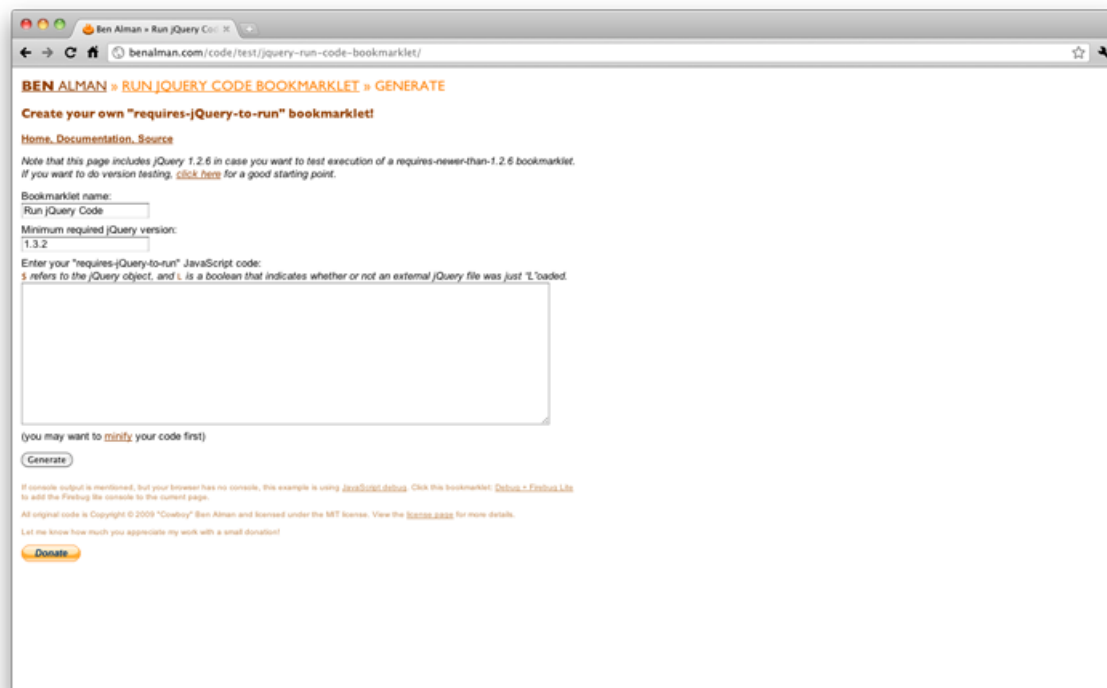 Ben Alman » Run jQuery Cod
benalman.com/code/test/jquery-run-code-bookmarklet/
BEN ALMAN » RUN JQUERY CODE BOOKMARKLET » GENERATE
Create your own "requires-jQuery-to-run" bookmarklet!
Home, Documentation, Source
Note that this page includes jQuery 1.2.6 in case you want to test execution of a requires-newer-than-1.2.6 bookmarklet.
If you want to do version testing, click here for a good starting point.
Bookmarklet name:
Run jQuery Code
Minimum required jQuery version:
1.3.2
Enter your "requires-jQuery-to-run" JavaScript code:
$ refers to the jQuery object, and L is a boolean that indicates whether or not an external jQuery file was just "L"oaded.
(you may want to minify your code first)
Generate
If console output is mentioned, but your browser has no console, this example is using JavaScript debug. Click this bookmarklet: Debug + Firebug Lite
to add the Firebug lite console to the current page.
All original code is Copyright © 2009 "Cowboy" Ben Alman and licensed under the MIT license. View the license page for more details.
Let me know how much you appreciate my work with a small donation!
Donate